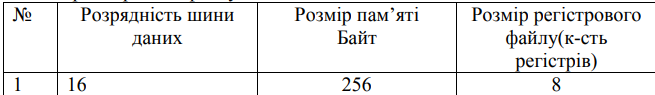 № Розрядність шини Розмір пам’яті Розмір регістрового
даних Байт файлу(к-сть
регістрів)
1 16 256 8